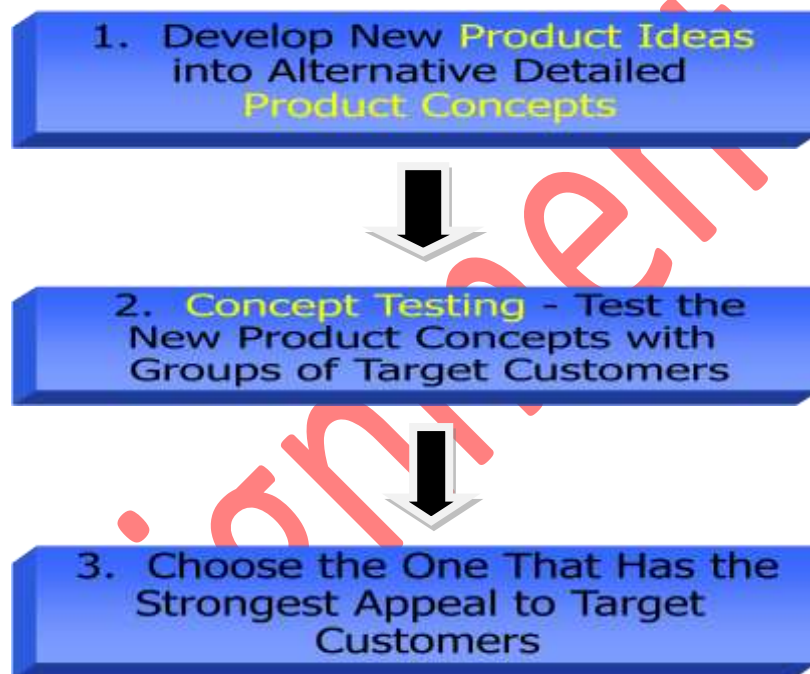 1. Develop New Product Ideas
into Alternative Detailed
Product Concepts
2. Concept Testing - Test the
New Product Concepts with
Groups of Target Customers
3. Choose the One That Has the
Strongest Appeal to Target
Customers